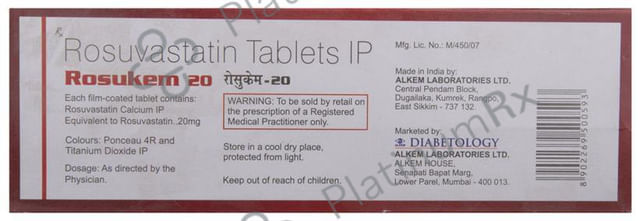 Rx
Rosuvastatin Tablets IP
Rosukem 20 रोसुकेम-20
Each film-coated tablet contains:
Rosuvastatin Calcium IP
Equivalent to Rosuvastatin..20mg
Colours: Ponceau 4R and
Titanium Dioxide IP
Dosage: As directed by the
Physician.
WARNING: To be sold by retail on
the prescription of a Registered
Medical Practitioner only.
Store in a cool dry place,
protected from light.
Keep out of reach of children.
Mfg. Lic. No.: M/450/07
Made in India by:
ALKEM LABORATORIES LTD.
Central Pendam Block,
Dugalaka, Kumrek, Rangpo,
East Sikkim - 737 132.
Marketed by
DIABETOLOGY
ALKEM LABORATORIES LTD.
ALKEM HOUSE,
Senapati Bapat Marg,
Lower Parel, Mumbai - 400 013.
8902269500593
PlatinumRx